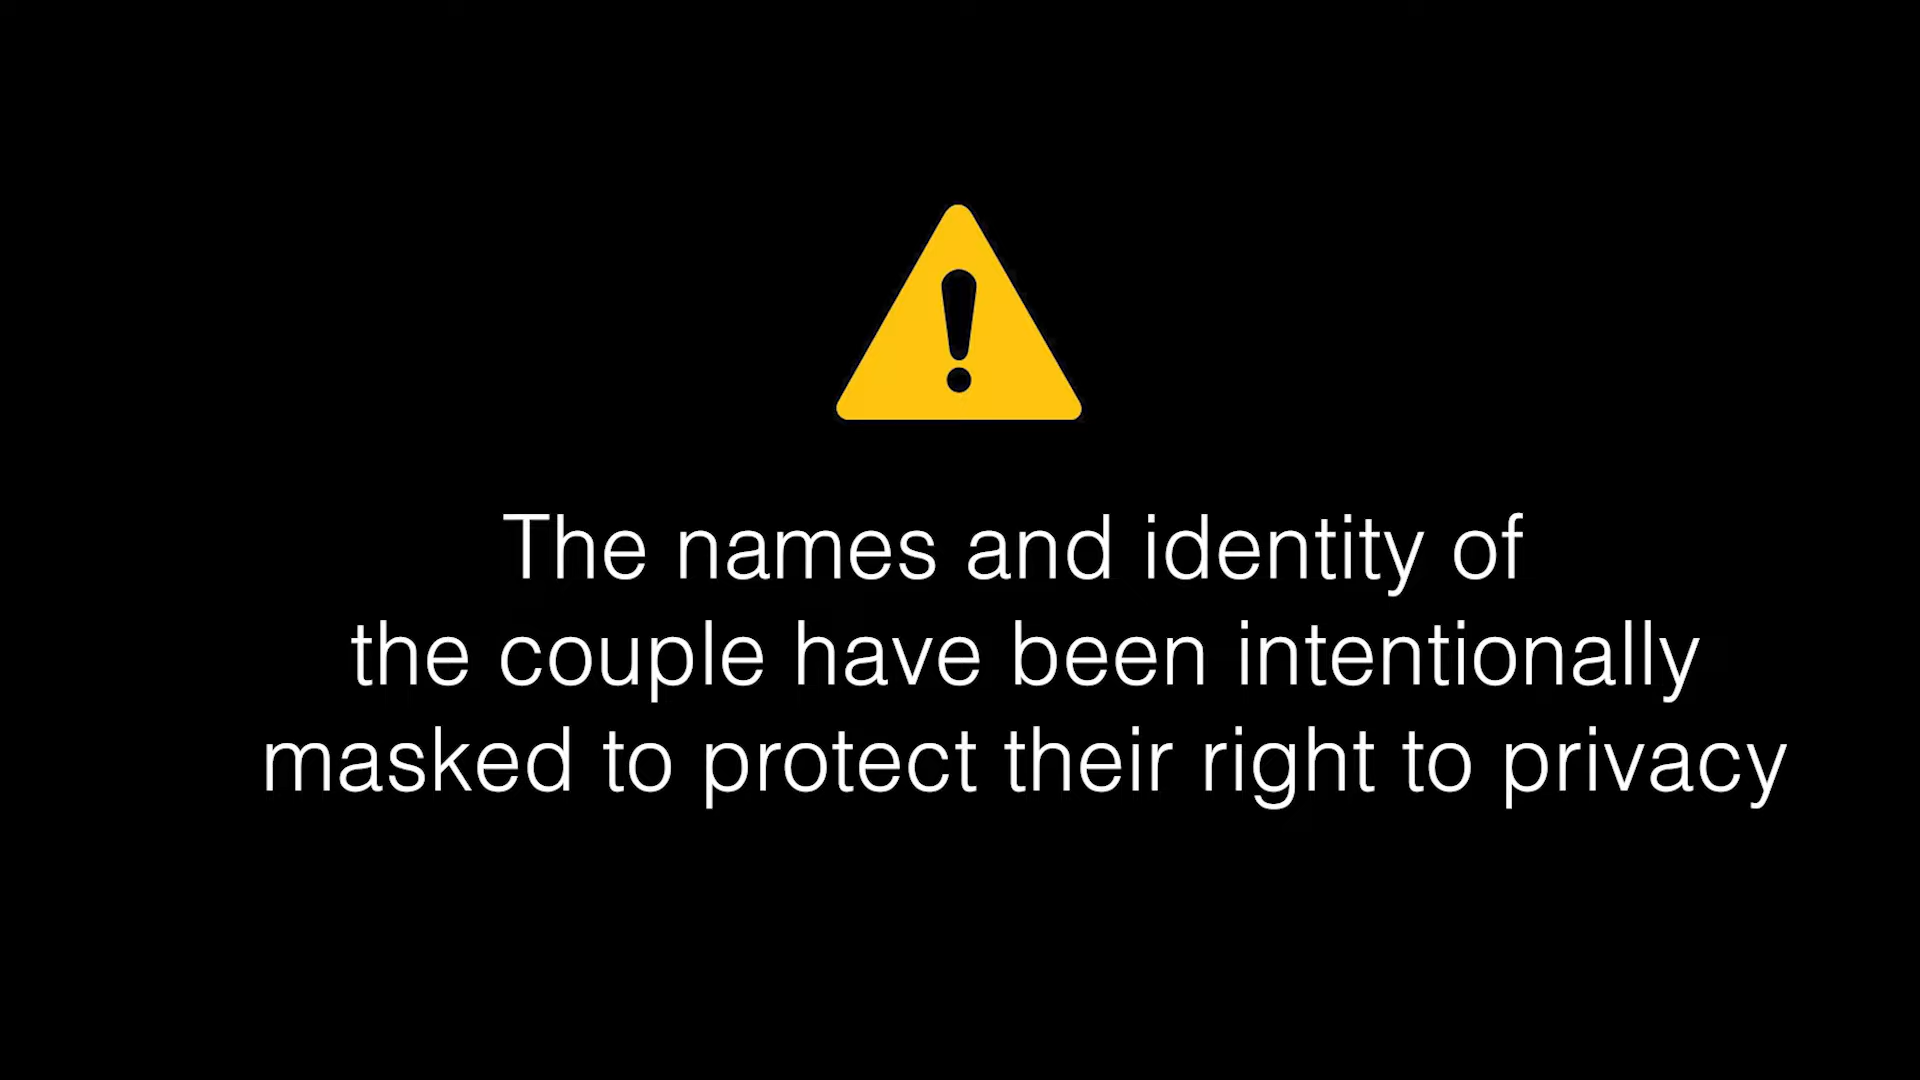 The names and identity of
the couple have been intentionally
masked to protect their right to privacy